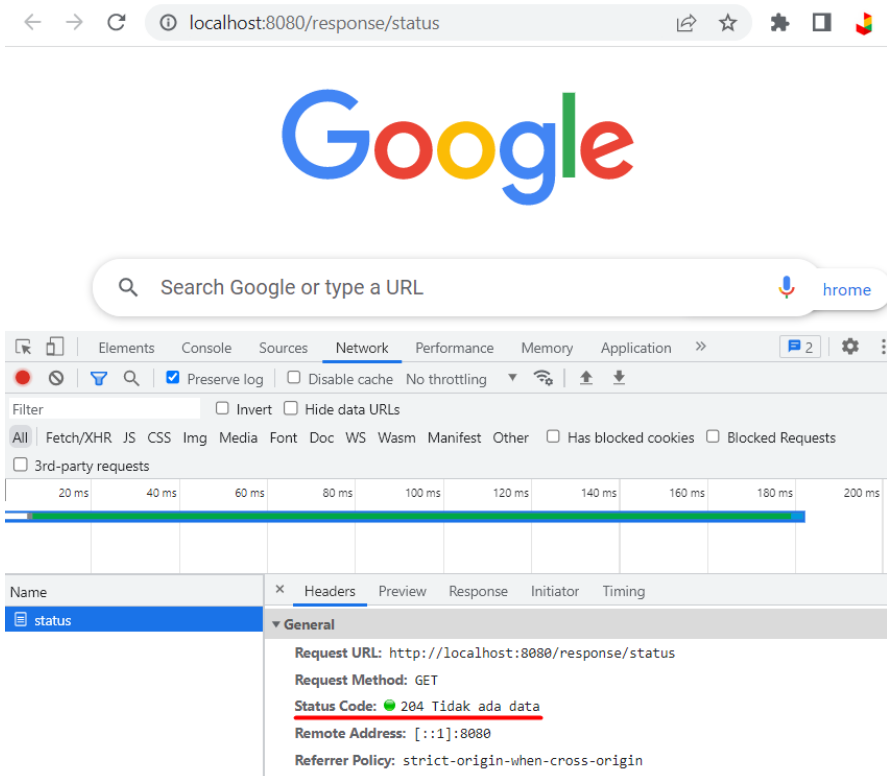 localhost:8080/response/status
Google
Search Google or type a URL
hrome
Elements Console Sources Network Performance Memory Application » 2
Preserve log Disable cache No throttling
Filter Invert Hide data URLs
All Fetch/XHR JS CSS Img Media Font Doc WS Wasm Manifest Other Has blocked cookies Blocked Requests
3rd-party requests
20 ms 40 ms 60 ms 80 ms 100 ms 120 ms 140 ms 160 ms 180 ms 200 ms
Name × Headers Preview Response Initiator Timing
status
General
Request URL: http://localhost:8080/response/status
Request Method: GET
Status Code: 204 Tidak ada data
Remote Address: [::1]:8080
Referrer Policy: strict-origin-when-cross-origin